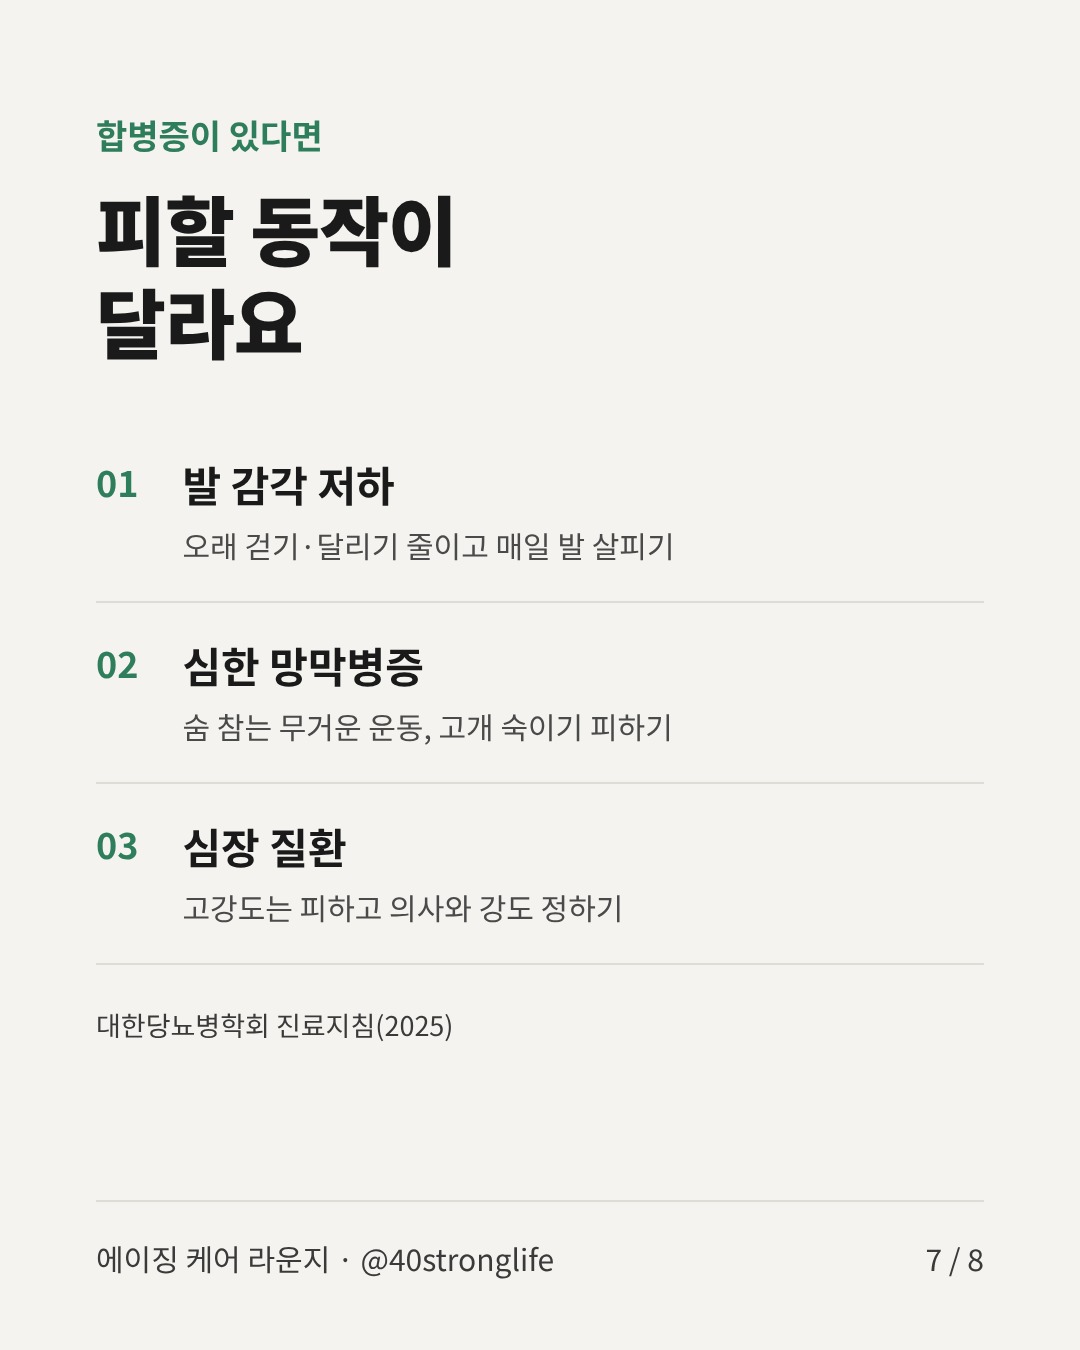 합병증이 있다면
피할 동작이
달라요
01 발 감각 저하
오래 걷기·달리기 줄이고 매일 발 살피기
02 심한 망막병증
숨 참는 무거운 운동, 고개 숙이기 피하기
03 심장 질환
고강도는 피하고 의사와 강도 정하기
대한당뇨병학회 진료지침(2025)
에이징 케어 라운지 · @40stronglife 7 / 8